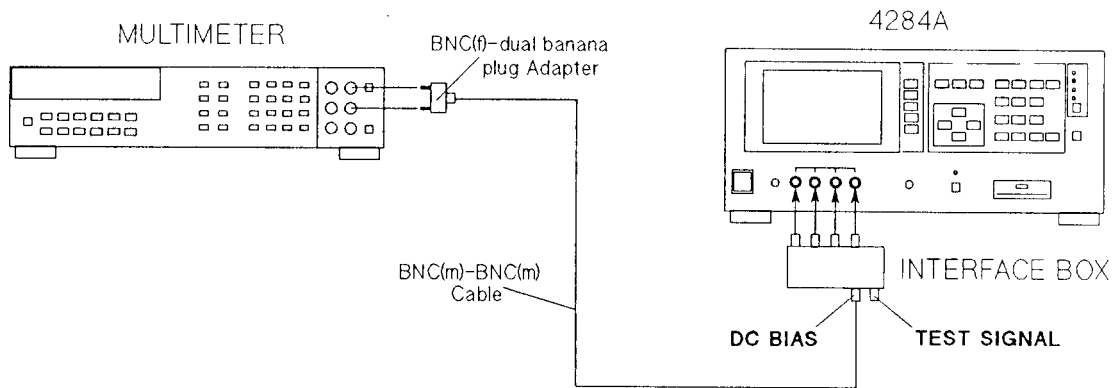 MULTIMETER
BNC(f)-dual banana
plug Adapter
4284A
BNC(m)-BNC(m)
Cable
INTERFACE BOX
DC BIAS
TEST SIGNAL